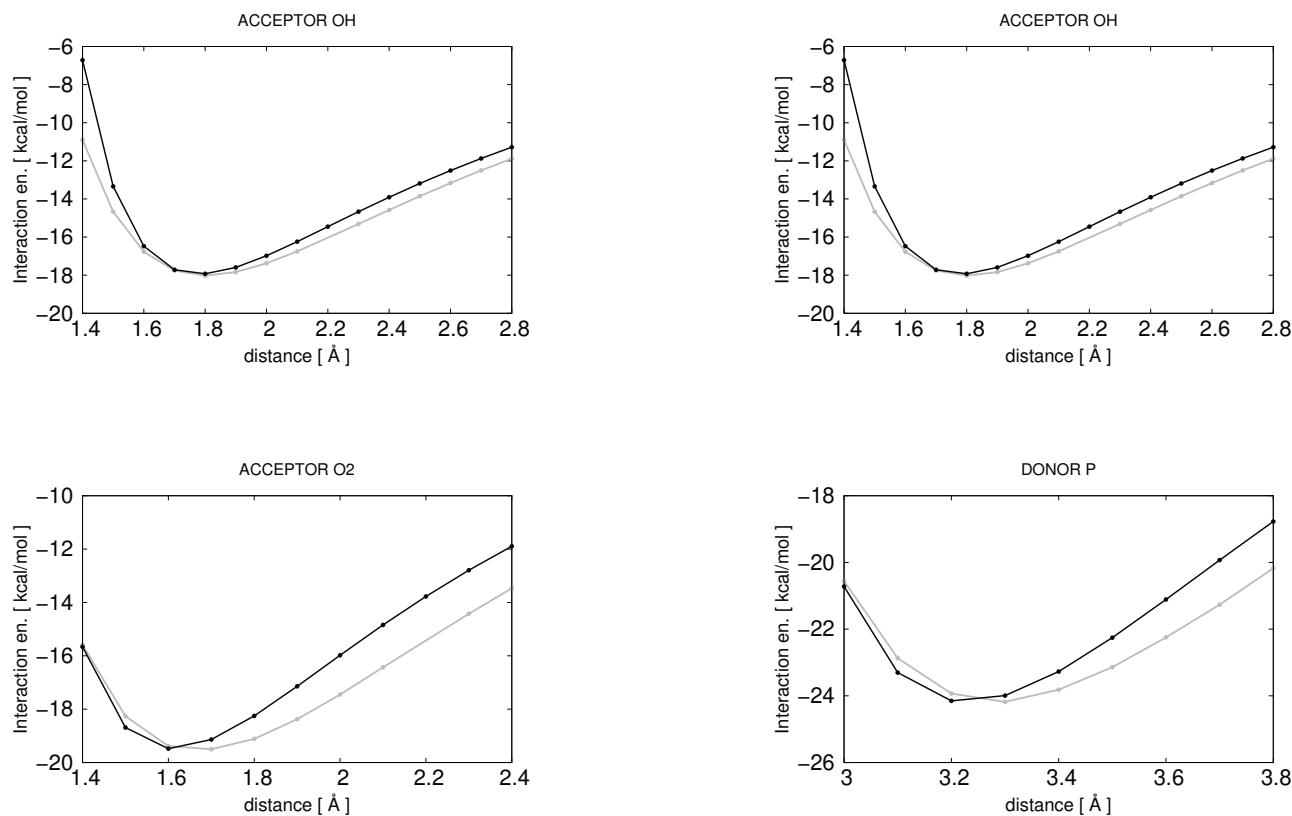 ACCEPTOR OH
Interaction en. [ kcal/mol ]
−6
−8
−10
−12
−14
−16
−18
−20
1.4 1.6 1.8 2 2.2 2.4 2.6 2.8
distance [ Å ]
ACCEPTOR OH
Interaction en. [ kcal/mol ]
−6
−8
−10
−12
−14
−16
−18
−20
1.4 1.6 1.8 2 2.2 2.4 2.6 2.8
distance [ Å ]
ACCEPTOR O2
Interaction en. [ kcal/mol ]
−10
−12
−14
−16
−18
−20
1.4 1.6 1.8 2 2.2 2.4
distance [ Å ]
DONOR P
Interaction en. [ kcal/mol ]
−18
−20
−22
−24
−26
3 3.2 3.4 3.6 3.8
distance [ Å ]